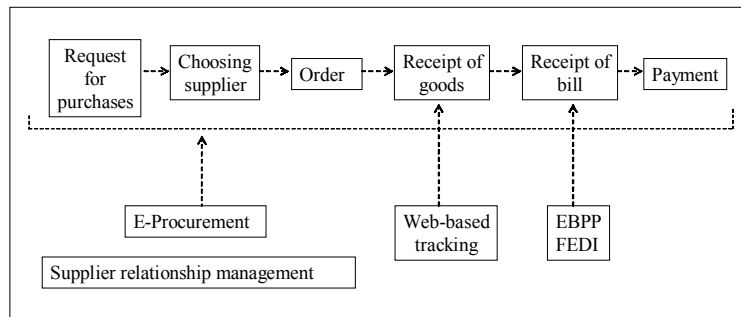 Request
for
purchases
Choosing
supplier
Order
Receipt of
goods
Receipt of
bill
Payment
E-Procurement
Web-based
tracking
EBPP
FEDI
Supplier relationship management